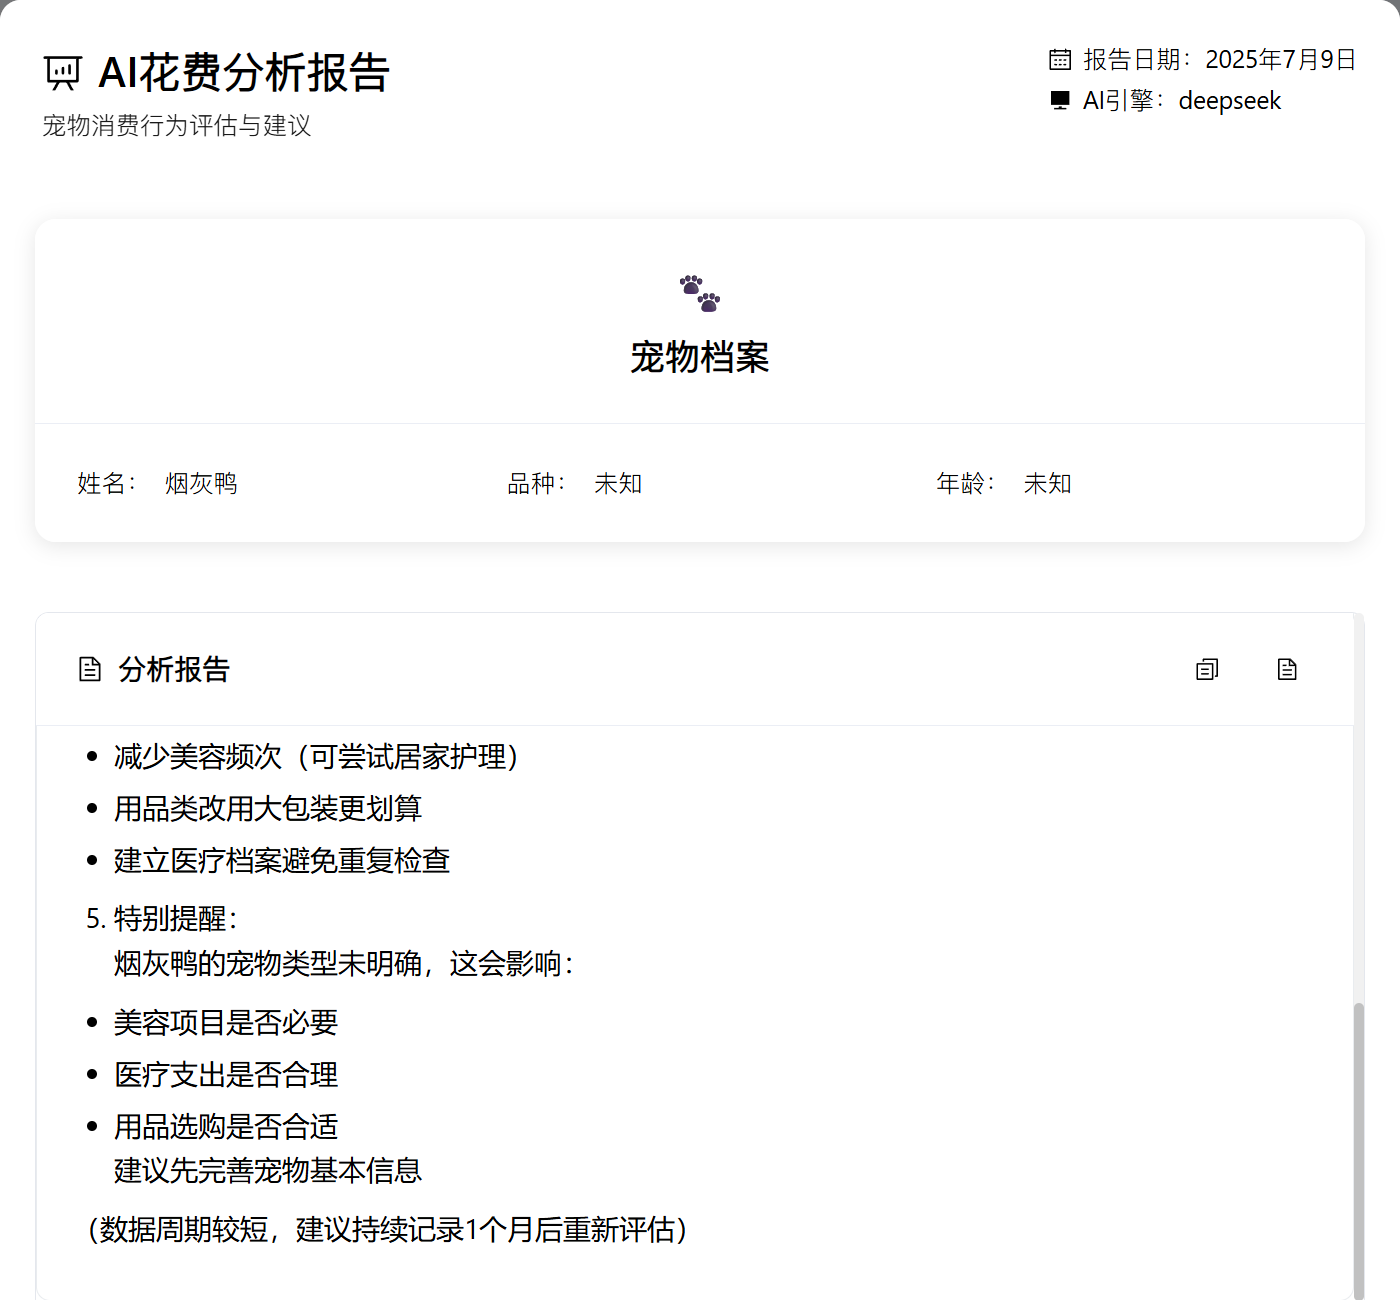 AI花费分析报告
宠物消费行为评估与建议
报告日期：2025年7月9日
AI引擎：deepseek
宠物档案
姓名：烟灰鸭
品种：未知
年龄：未知
分析报告
减少美容频次（可尝试居家护理）
用品类改用大包装更划算
建立医疗档案避免重复检查
5. 特别提醒：
烟灰鸭的宠物类型未明确，这会影响：
美容项目是否必要
医疗支出是否合理
用品选购是否合适
建议先完善宠物基本信息
（数据周期较短，建议持续记录1个月后重新评估）